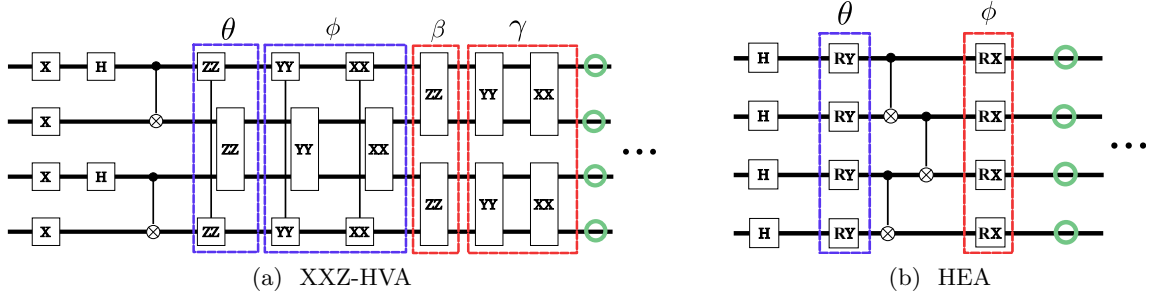 θ ϕ β γ θ ϕ
X H ZZ YY XX ZZ YY XX H RY RX
X ZZ YY XX H RY RX
X H ZZ YY XX H RY RX
X ZZ YY XX H RY RX
(a) XXZ-HVA (b) HEA